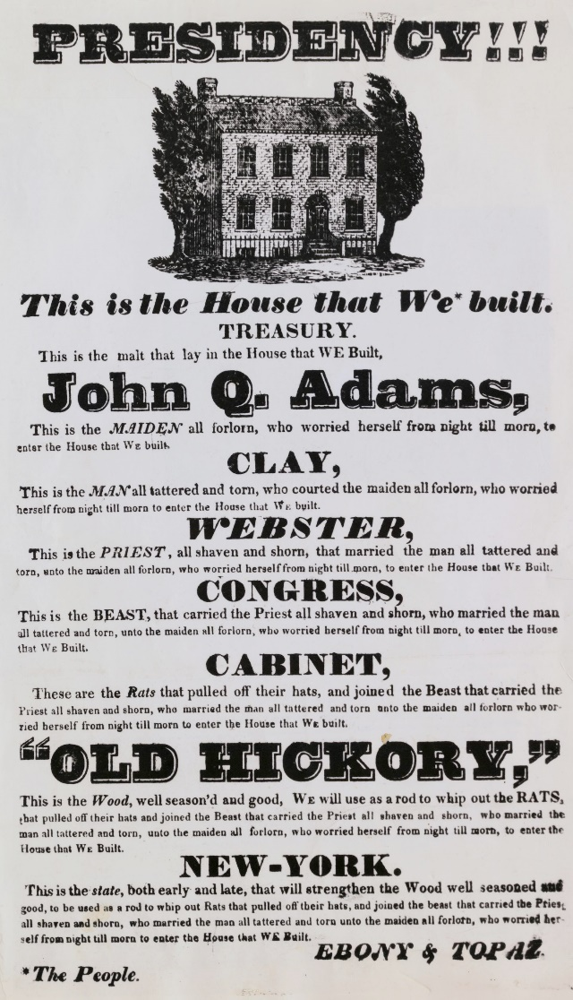 PRESIDENCY!!!
This is the House that We* built.
TREASURY.
This is the malt that lay in the House that WE Built,
John Q. Adams,
This is the MAIDEN all forlorn, who worried herself from night till morn, to
enter the House that WE built.
CLAY,
This is the MAN all tattered and torn, who courted the maiden all forlorn, who worried
herself from night till morn to enter the House that WE built.
WEBSTER,
This is the PRIEST, all shaven and shorn, that married the man all tattered and
torn, unto the maiden all forlorn, who worried herself from night till morn, to enter the House that WE Built.
CONGRESS,
This is the BEAST, that carried the Priest all shaven and shorn, who married the man
all tattered and torn, unto the maiden all forlorn, who worried herself from night till morn, to enter the House
that WE Built.
CABINET,
These are the Rats that pulled off their hats, and joined the Beast that carried the
Priest all shaven and shorn, who married the man all tattered and torn unto the maiden all forlorn who wor-
ried herself from night till morn to enter the House that WE built.
"OLD HICKORY,"
This is the Wood, well season'd and good, WE will use as a rod to whip out the RATS,
that pulled off their hats and joined the Beast that carried the Priest all shaven and shorn, who married the
man all tattered and torn, unto the maiden all forlorn, who worried herself from night till morn, to enter the
House that WE Built.
NEW-YORK.
This is the state, both early and late, that will strengthen the Wood well seasoned and
good, to be used as a rod to whip out Rats that pulled off their hats, and joined the beast that carried the Priest,
all shaven and shorn, who married the man all tattered and torn unto the maiden all forlorn, who worried her-
self from night till morn to enter the House that WE Built.
EBONY & TOPAZ.
*The People.